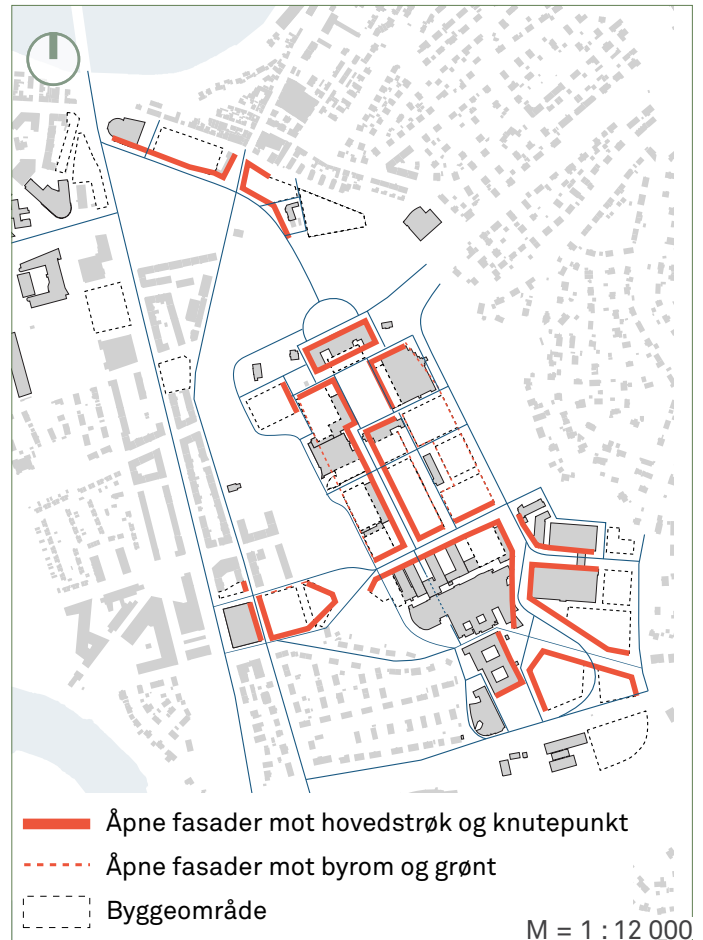 Åpne fasader mot hovedstrøk og knutepunkt
Åpne fasader mot byrom og grønt
Byggeområde
M = 1 : 12 000